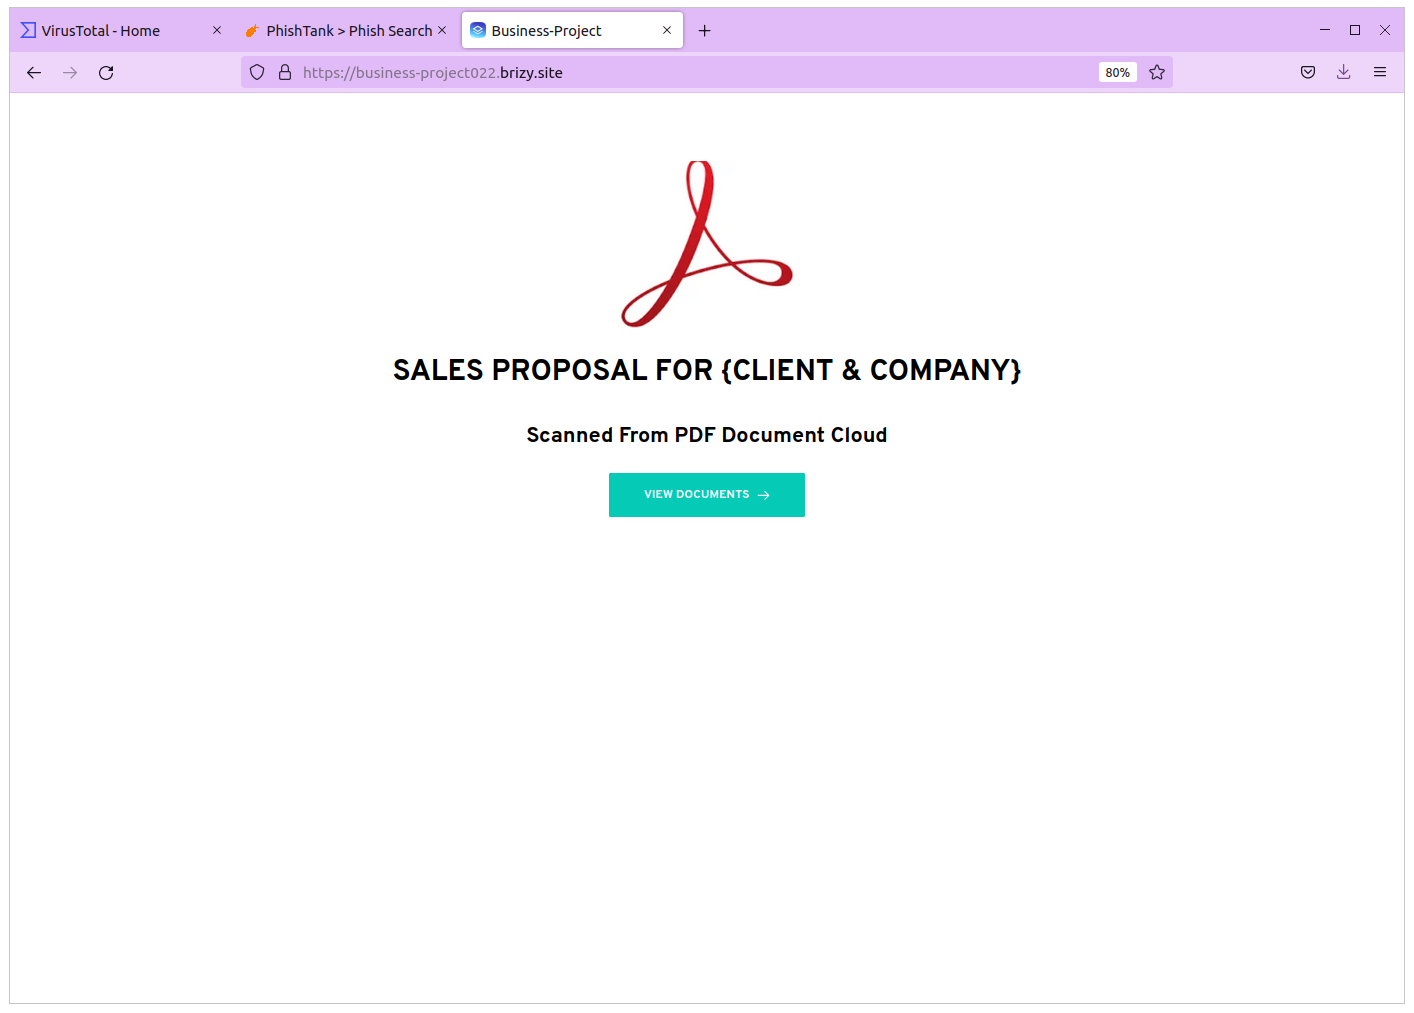 VirusTotal - Home
PhishTank > Phish Search
Business-Project
https://business-project022.brizy.site
80%
SALES PROPOSAL FOR {CLIENT & COMPANY}
Scanned From PDF Document Cloud
VIEW DOCUMENTS